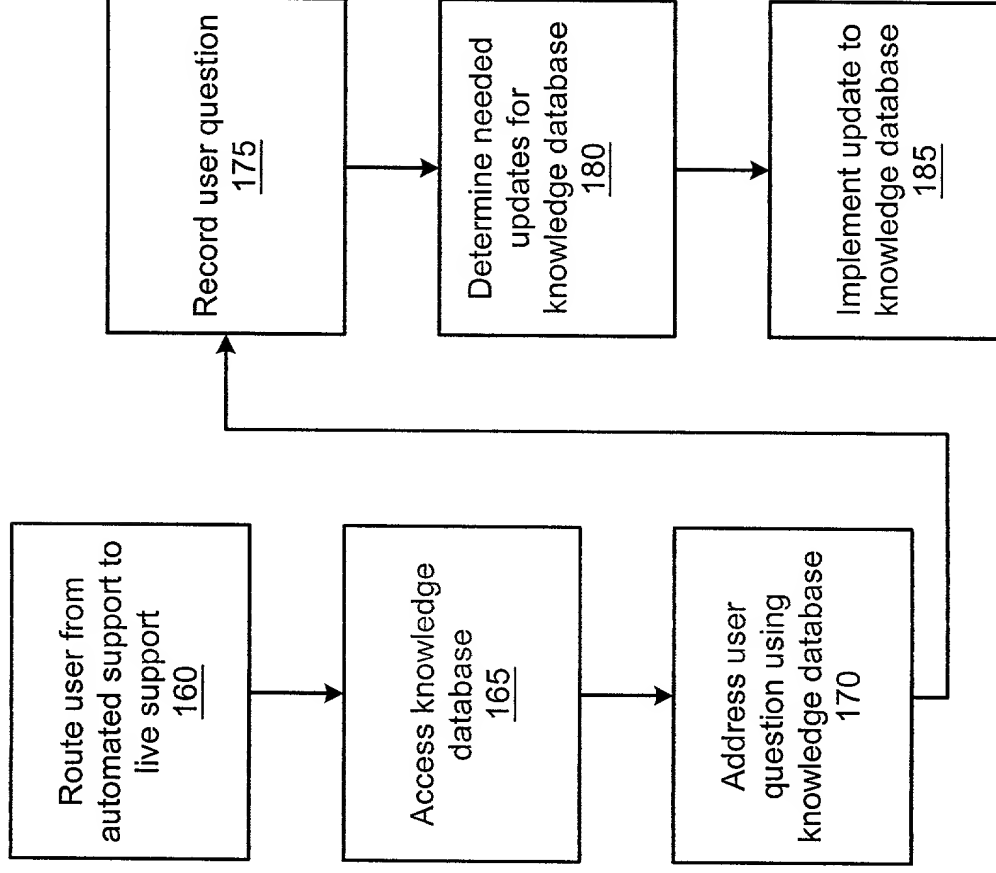 Route user from
automated support to
live support
160
Access knowledge
database
165
Address user
question using
knowledge database
170
Record user question
175
Determine needed
updates for
knowledge database
180
Implement update to
knowledge database
185